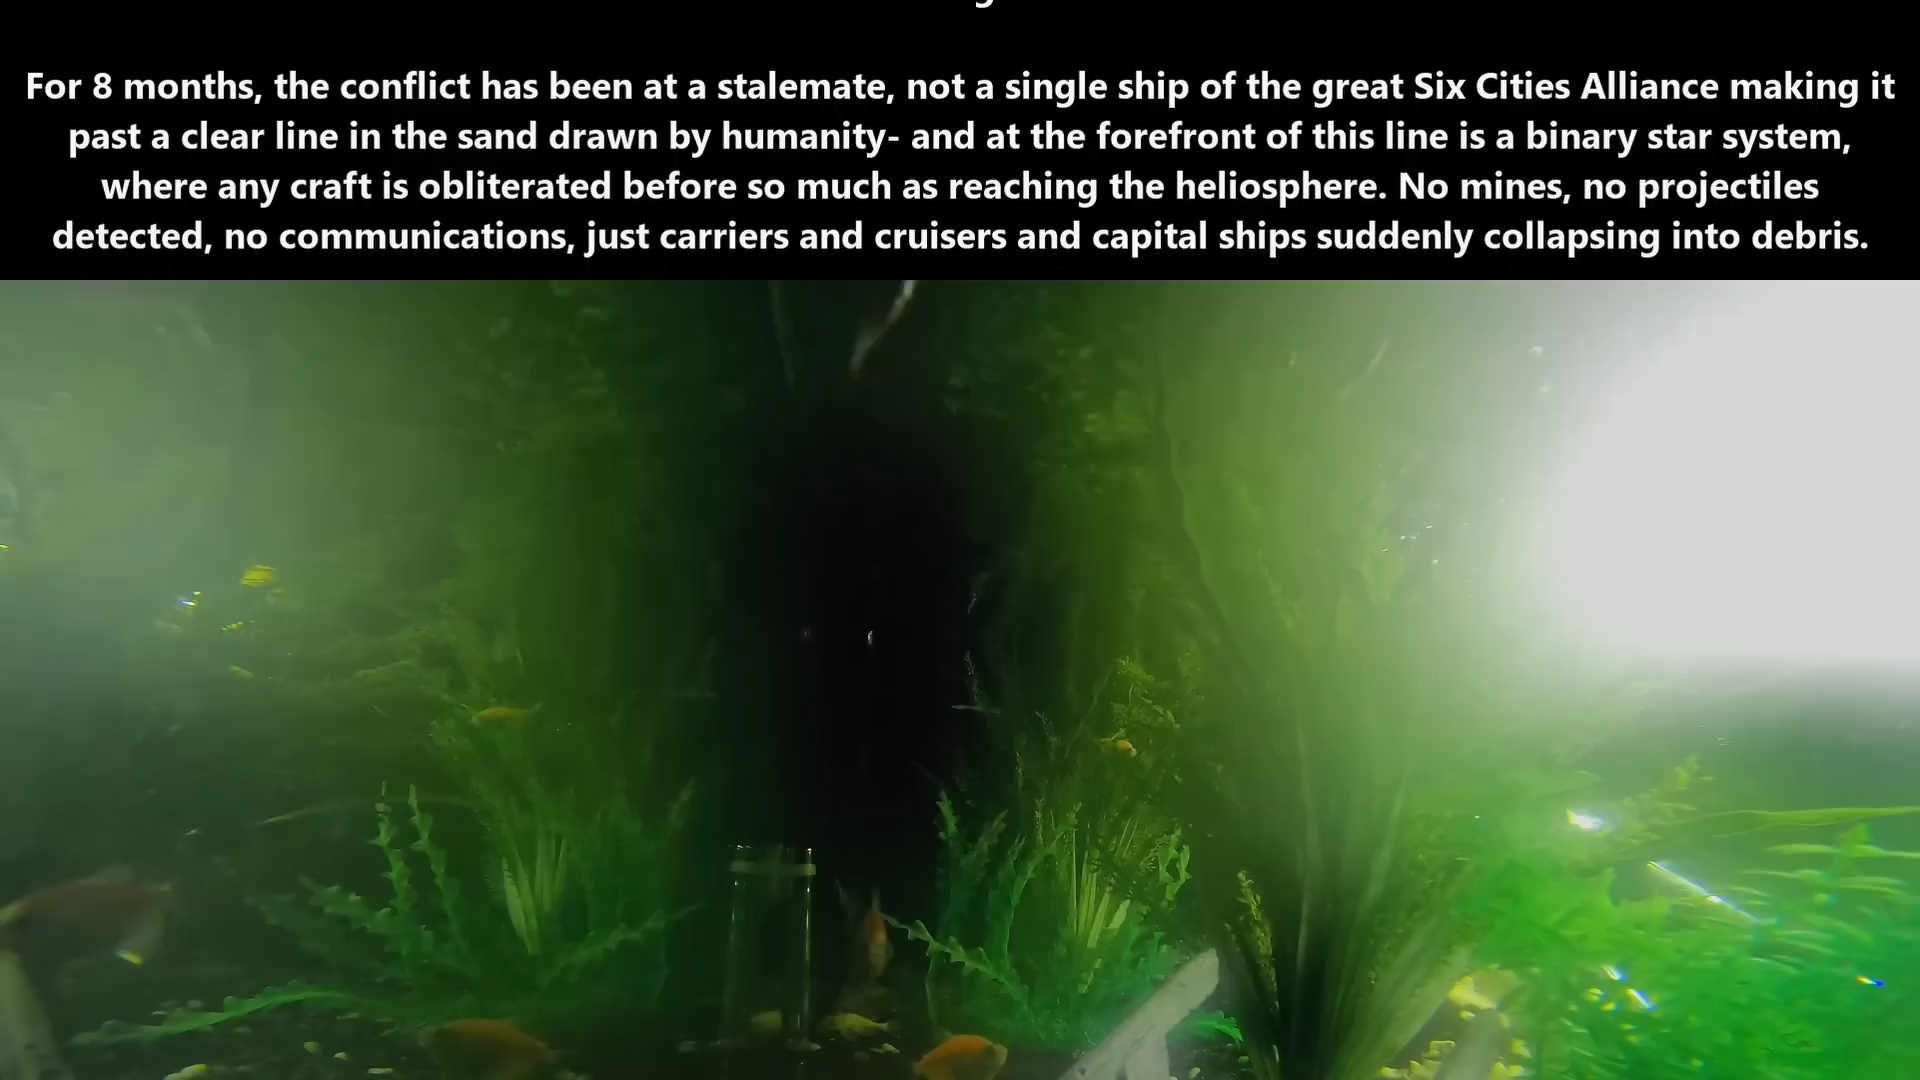 For 8 months, the conflict has been at a stalemate, not a single ship of the great Six Cities Alliance making it
past a clear line in the sand drawn by humanity- and at the forefront of this line is a binary star system,
where any craft is obliterated before so much as reaching the heliosphere. No mines, no projectiles
detected, no communications, just carriers and cruisers and capital ships suddenly collapsing into debris.